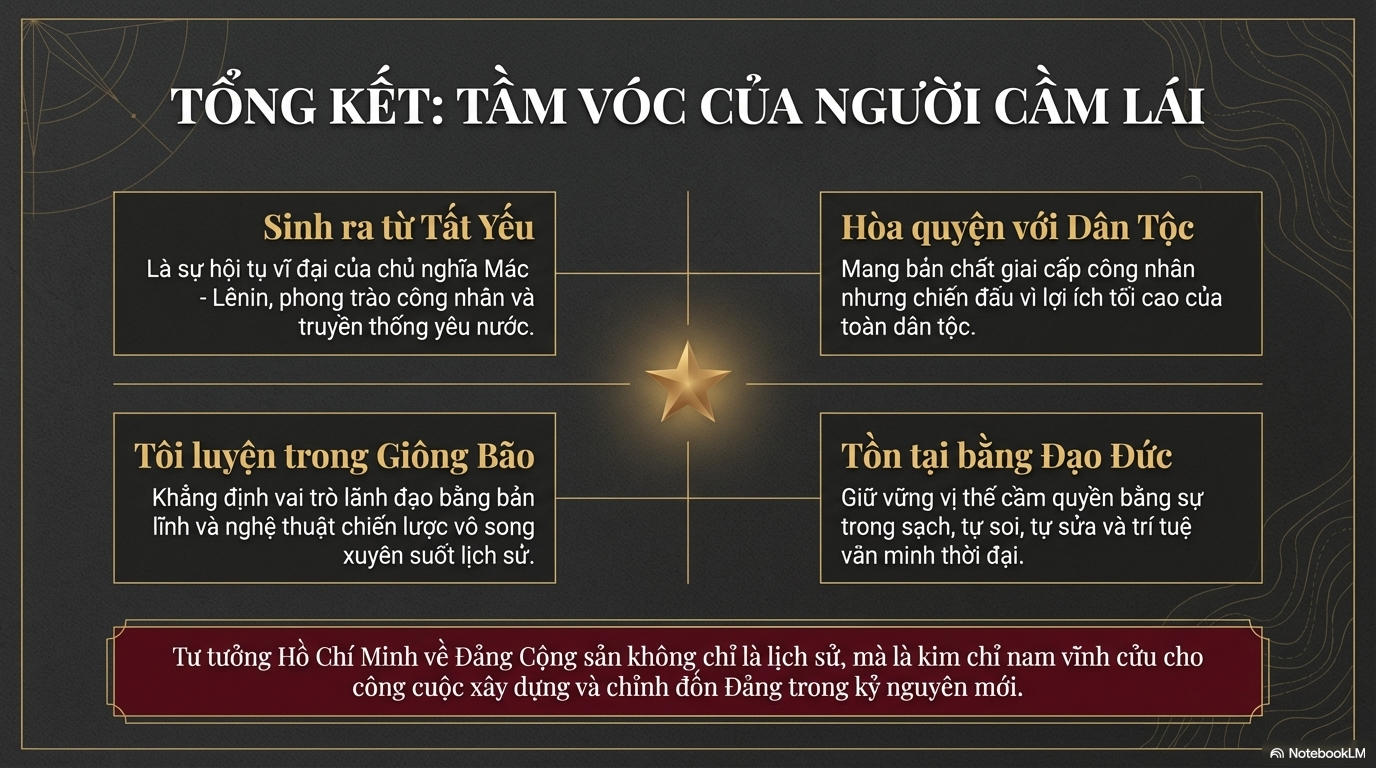 TỔNG KẾT: TẦM VÓC CỦA NGƯỜI CẦM LÁI
Sinh ra từ Tất Yếu
Là sự hội tụ vĩ đại của chủ nghĩa Mác
- Lênin, phong trào công nhân và
truyền thống yêu nước.
Hòa quyện với Dân Tộc
Mang bản chất giai cấp công nhân
nhưng chiến đấu vì lợi ích tối cao của
toàn dân tộc.
Tôi luyện trong Giông Bão
Khẳng định vai trò lãnh đạo bằng bản
lĩnh và nghệ thuật chiến lược vô song
xuyên suốt lịch sử.
Tồn tại bằng Đạo Đức
Giữ vững vị thế cầm quyền bằng sự
trong sạch, tự soi, tự sửa và trí tuệ
văn minh thời đại.
Tư tưởng Hồ Chí Minh về Đảng Cộng sản không chỉ là lịch sử, mà là kim chỉ nam vĩnh cửu cho
công cuộc xây dựng và chỉnh đốn Đảng trong kỷ nguyên mới.
NotebookLM